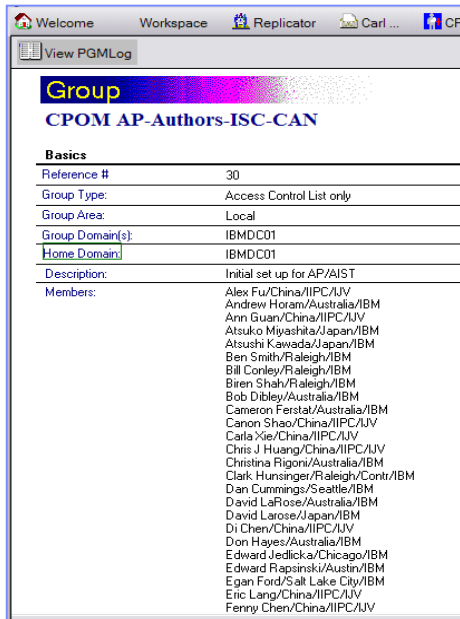 Welcome Workspace Replicator Carl ... CP
View PGMLog
Group
CPOM AP-Authors-ISC-CAN
Basics
Reference # 30
Group Type: Access Control List only
Group Area: Local
Group Domain(s): IBMDC01
Home Domain: IBMDC01
Description: Initial set up for AP/AIST
Members: Alex Fu/China/IIPC/IJV
Andrew Horam/Australia/IBM
Ann Guan/China/IIPC/IJV
Atsuko Miyashita/Japan/IBM
Atsushi Kawada/Japan/IBM
Ben Smith/Raleigh/IBM
Bill Conley/Raleigh/IBM
Biren Shah/Raleigh/IBM
Bob Dibley/Australia/IBM
Cameron Ferstat/Australia/IBM
Canon Shao/China/IIPC/IJV
Carla Xie/China/IIPC/IJV
Chris J Huang/China/IIPC/IJV
Christina Rigoni/Australia/IBM
Clark Hunsinger/Raleigh/Contr/IBM
Dan Cummings/Seattle/IBM
David LaRose/Australia/IBM
David Larose/Japan/IBM
Di Chen/China/IIPC/IJV
Don Hayes/Australia/IBM
Edward Jedlicka/Chicago/IBM
Edward Rapsinski/Austin/IBM
Egan Ford/Salt Lake City/IBM
Eric Lang/China/IIPC/IJV
Fenny Chen/China/IIPC/IJV